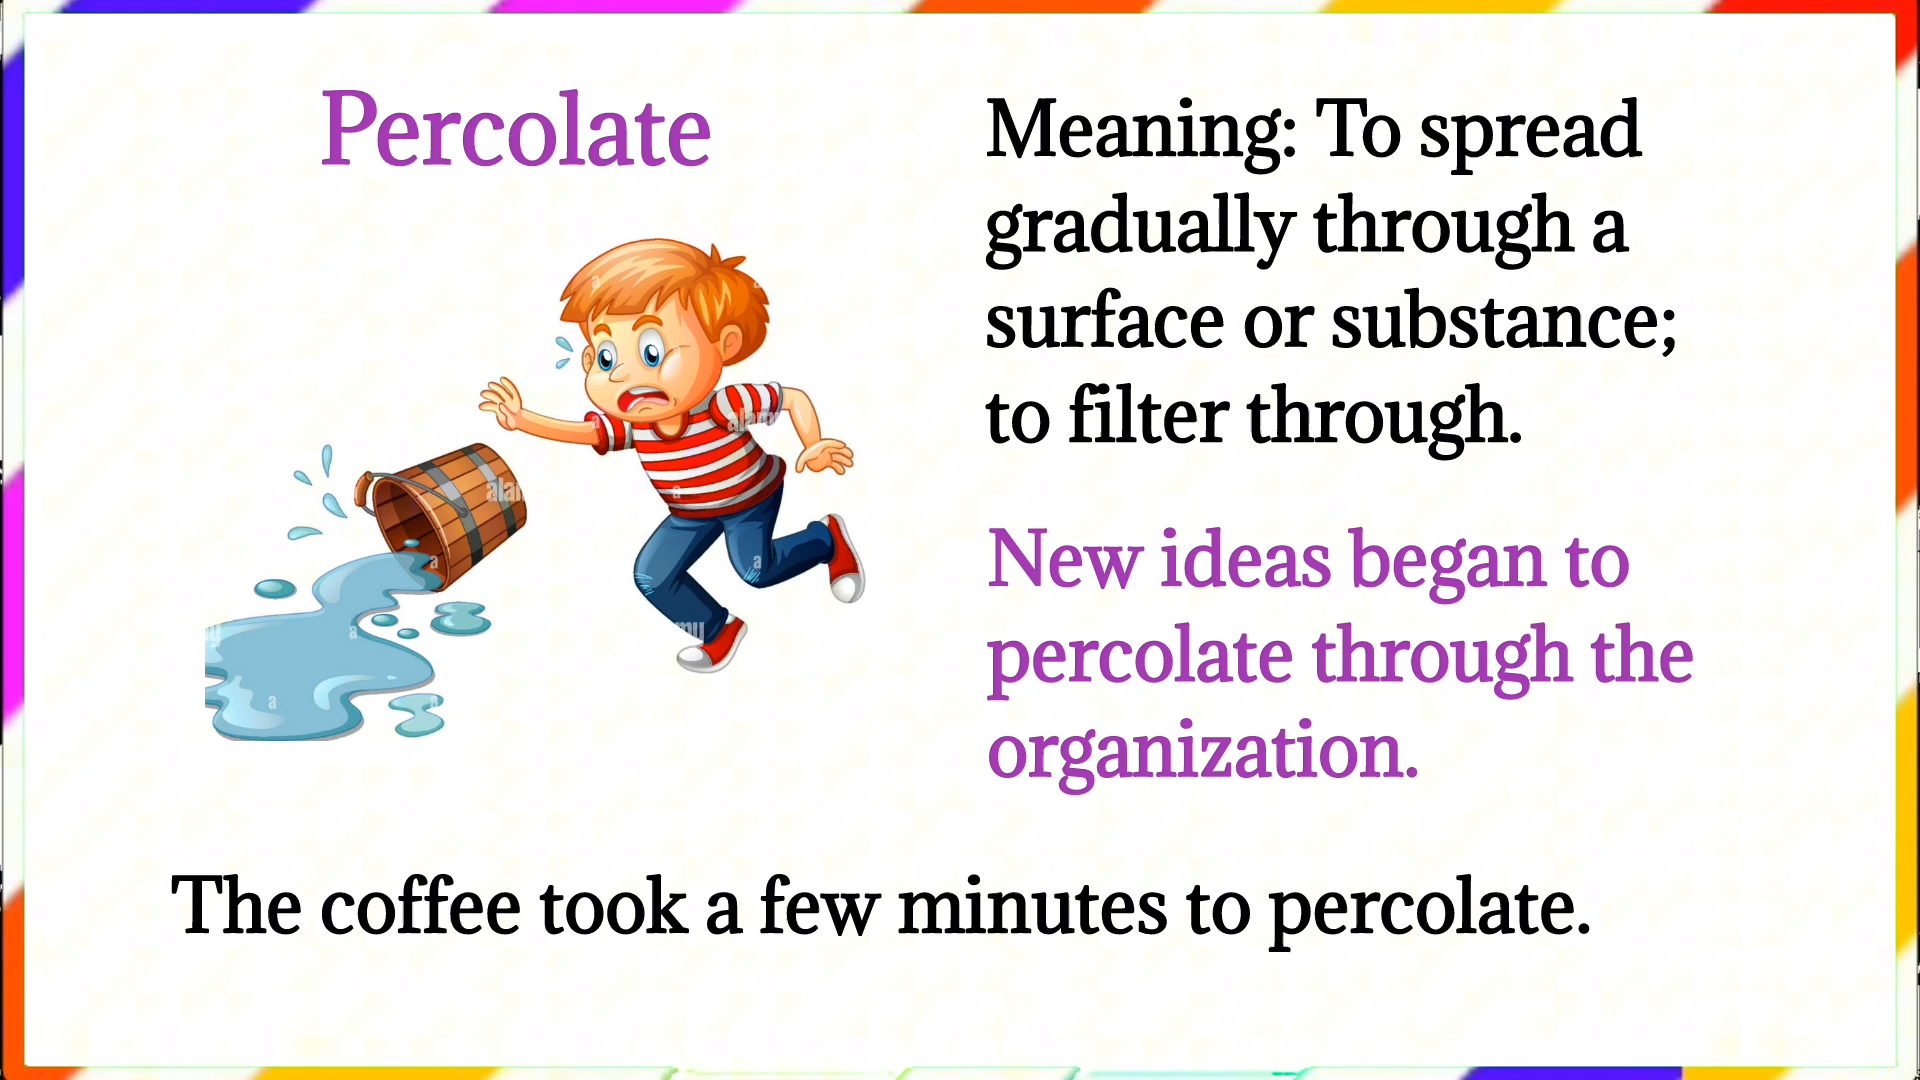 Percolate
Meaning: To spread
gradually through a
surface or substance;
to filter through.
New ideas began to
percolate through the
organization.
The coffee took a few minutes to percolate.